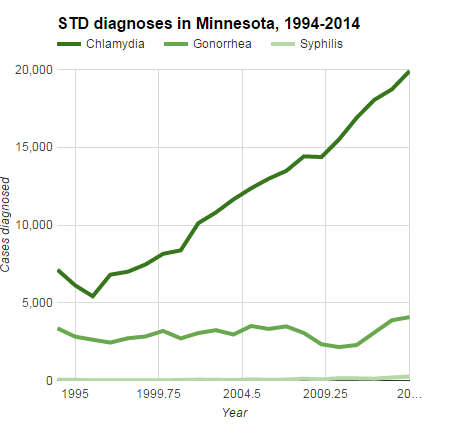 STD diagnoses in Minnesota, 1994-2014
Chlamydia Gonorrhea Syphilis
20,000
15,000
10,000
5,000
0
Cases diagnosed
1995 1999.75 2004.5 2009.25 20...
Year